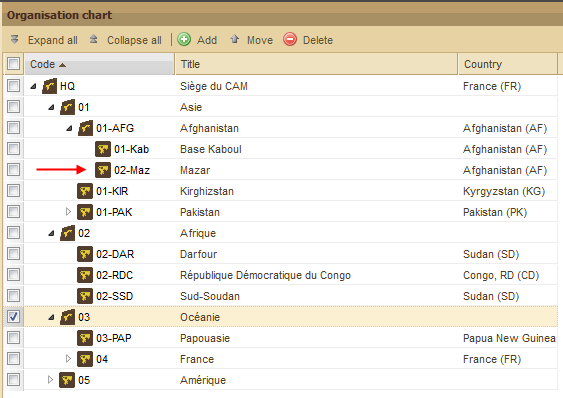 Organisation chart
Expand all Collapse all Add Move Delete
Code Title Country
HQ Siège du CAM France (FR)
01 Asie
01-AFG Afghanistan Afghanistan (AF)
01-Kab Base Kaboul Afghanistan (AF)
02-Maz Mazar Afghanistan (AF)
01-KIR Kirghizstan Kyrgyzstan (KG)
01-PAK Pakistan Pakistan (PK)
02 Afrique
02-DAR Darfour Sudan (SD)
02-RDC République Démocratique du Congo Congo, RD (CD)
02-SSD Sud-Soudan Sudan (SD)
03 Océanie
03-PAP Papouasie Papua New Guinea
04 France France (FR)
05 Amérique